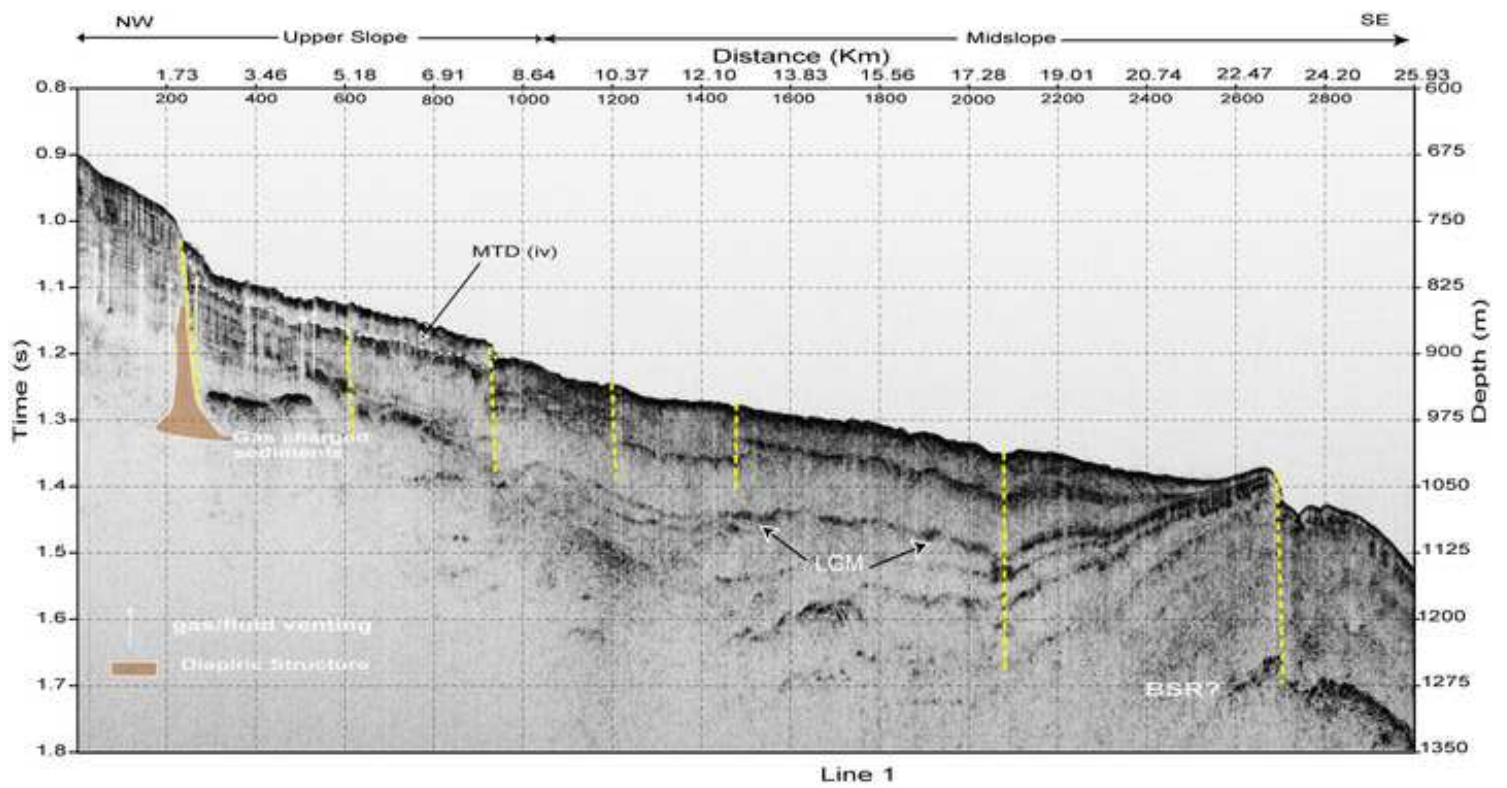 NW
SE
Upper Slope
Midslope
Distance (Km)
1.73 3.46 5.18 6.91 8.64 10.37 12.10 13.83 15.56 17.28 19.01 20.74 22.47 24.20 25.93
0.8 200 400 600 800 1000 1200 1400 1600 1800 2000 2200 2400 2600 2800 600
0.9 675
1.0 750
MTD (iv)
1.1 825
1.2 900
Time (s)
Depth (m)
1.3 975
Gas charged
sediments
1.4 1050
1.5 1125
LGM
1.6 1200
gas/fluid venting
Diapiric Structure
1.7 1275
BSR?
1.8 1350
Line 1